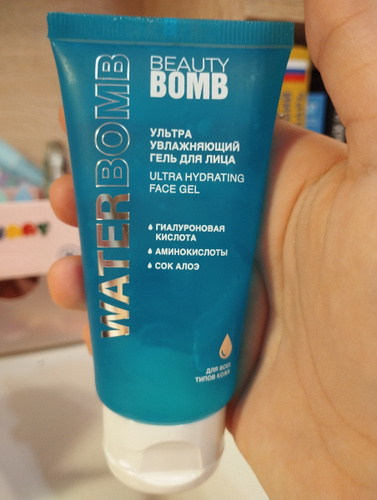 BEAUTY
BOMB
WATERBOMB
УЛЬТРА
УВЛАЖНЯЮЩИЙ
ГЕЛЬ ДЛЯ ЛИЦА
ULTRA HYDRATING
FACE GEL
ГИАЛУРОНОВАЯ
КИСЛОТА
АМИНОКИСЛОТЫ
СОК АЛОЭ
ДЛЯ ВСЕХ
ТИПОВ КОЖИ